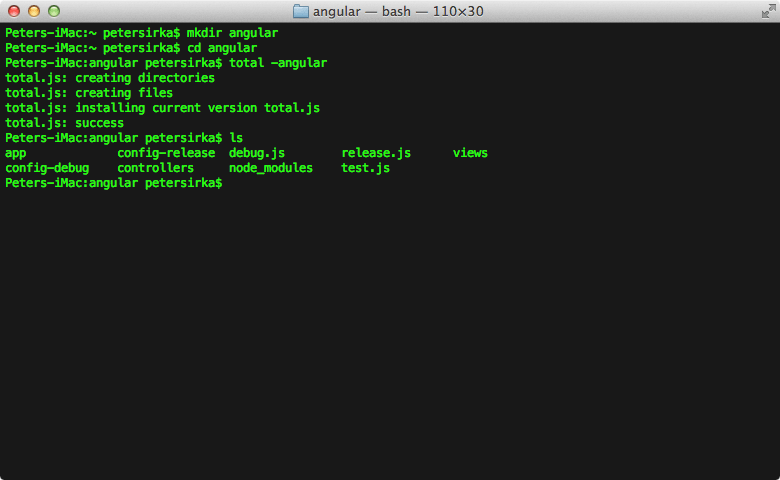 angular — bash — 110×30
Peters-iMac:~ petersirka$ mkdir angular
Peters-iMac:~ petersirka$ cd angular
Peters-iMac:angular petersirka$ total -angular
total.js: creating directories
total.js: creating files
total.js: installing current version total.js
total.js: success
Peters-iMac:angular petersirka$ ls
app config-release debug.js release.js views
config-debug controllers node_modules test.js
Peters-iMac:angular petersirka$